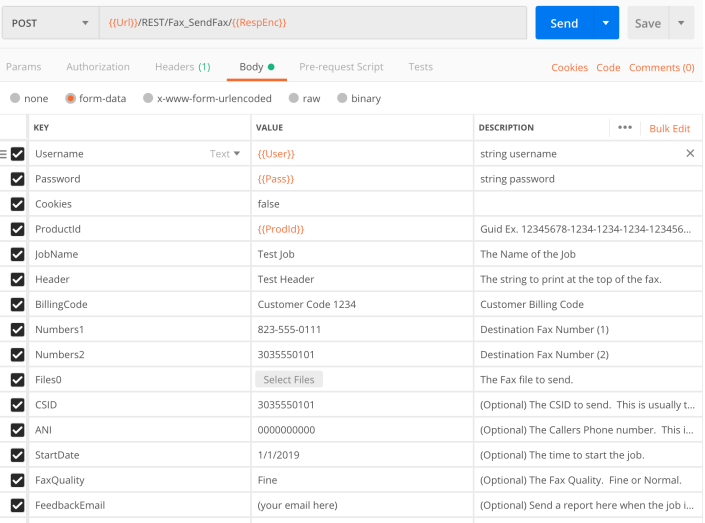 POST {{Url}}/REST/Fax_SendFax/{{RespEnc}} Send Save
Params Authorization Headers (1) Body Pre-request Script Tests Cookies Code Comments (0)
none form-data x-www-form-urlencoded raw binary
KEY VALUE DESCRIPTION ••• Bulk Edit
Username Text {{User}} string username
Password {{Pass}} string password
Cookies false
ProductId {{ProdId}} Guid Ex. 12345678-1234-1234-1234-123456...
JobName Test Job The Name of the Job
Header Test Header The string to print at the top of the fax.
BillingCode Customer Code 1234 Customer Billing Code
Numbers1 823-555-0111 Destination Fax Number (1)
Numbers2 3035550101 Destination Fax Number (2)
Files0 Select Files The Fax file to send.
CSID 3035550101 (Optional) The CSID to send. This is usually t...
ANI 0000000000 (Optional) The Callers Phone number. This i...
StartDate 1/1/2019 (Optional) The time to start the job.
FaxQuality Fine (Optional) The Fax Quality. Fine or Normal.
FeedbackEmail (your email here) (Optional) Send a report here when the job i...